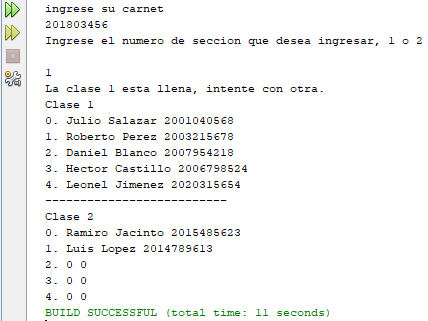 ingrese su carnet
201803456
Ingrese el numero de seccion que desea ingresar, 1 o 2
1
La clase 1 esta llena, intente con otra.
Clase 1
0. Julio Salazar 2001040568
1. Roberto Perez 2003215678
2. Daniel Blanco 2007954218
3. Hector Castillo 2006798524
4. Leonel Jimenez 2020315654
--------------------------
Clase 2
0. Ramiro Jacinto 2015485623
1. Luis Lopez 2014789613
2. 0 0
3. 0 0
4. 0 0
BUILD SUCCESSFUL (total time: 11 seconds)